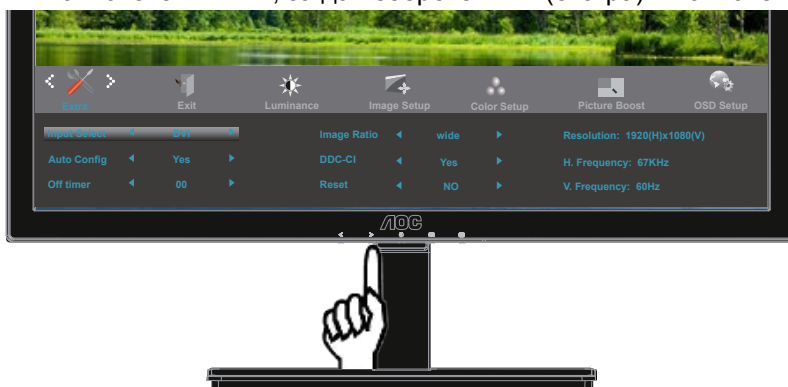 Extra Exit Luminance Image Setup Color Setup Picture Boost OSD Setup
Input Select DVI Image Ratio wide Resolution: 1920(H)x1080(V)
Auto Config Yes DDC-CI Yes H. Frequency: 67KHz
Off timer 00 Reset NO V. Frequency: 60Hz
AOC